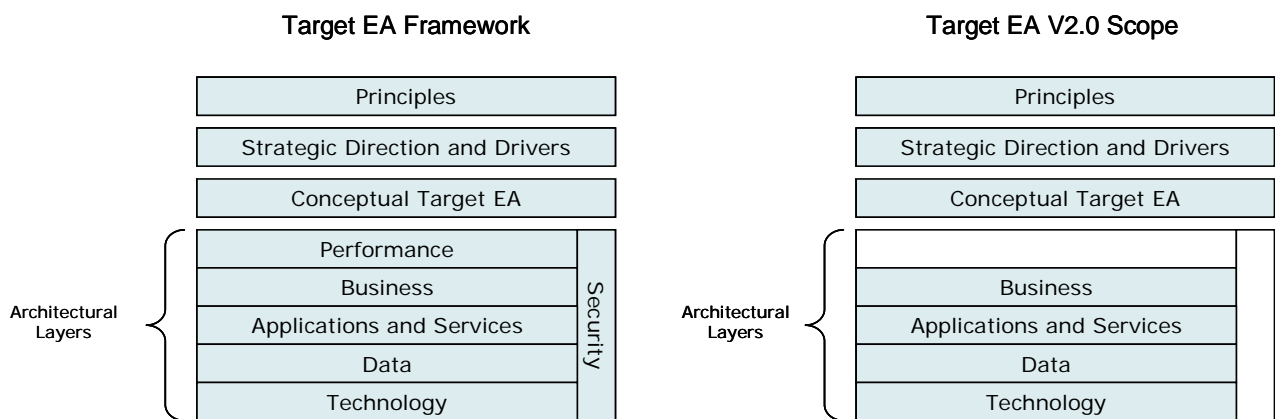 Target EA Framework
Principles
Strategic Direction and Drivers
Conceptual Target EA
Architectural
Layers
Performance
Business
Applications and Services
Data
Technology
Security
Target EA V2.0 Scope
Principles
Strategic Direction and Drivers
Conceptual Target EA
Architectural
Layers
Business
Applications and Services
Data
Technology